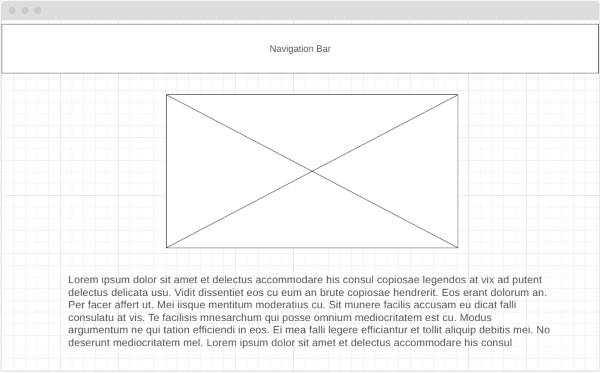 Navigation Bar
Lorem ipsum dolor sit amet et delectus accommodare his consul copiosae legendos at vix ad putent
delectus delicata usu. Vidit dissentiet eos cu eum an brute copiosae hendrerit. Eos erant dolorum an.
Per facer affert ut. Mei iisque mentitum moderatius cu. Sit munere facilis accusam eu dicat falli
consulatu at vis. Te facilisis mnesarchum qui posse omnium mediocritatem est cu. Modus
argumentum ne qui tation efficiendi in eos. Ei mea falli legere efficiantur et tollit aliquip debitis mei. No
deserunt mediocritatem mel. Lorem ipsum dolor sit amet et delectus accommodare his consul